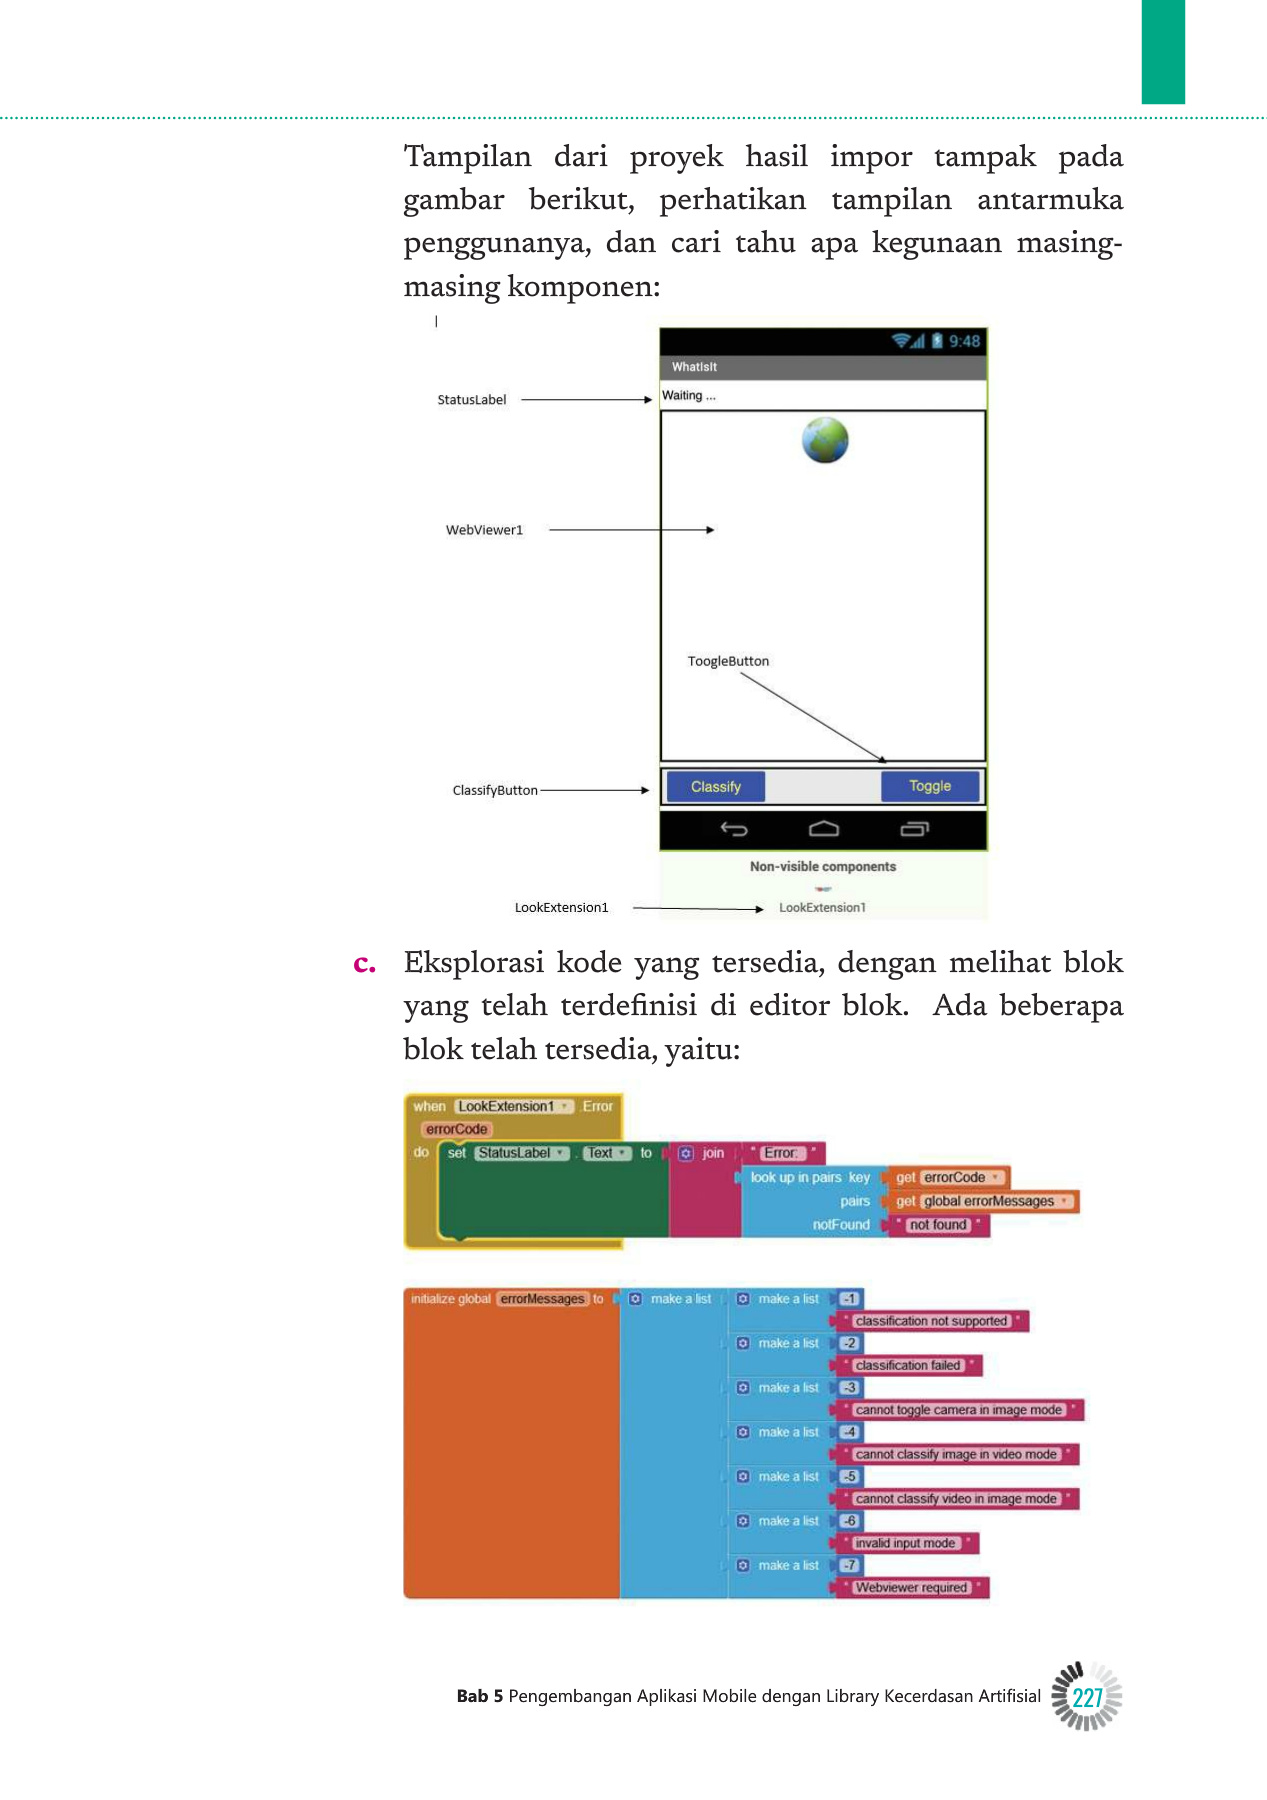 Tampilan dari proyek hasil impor tampak pada
gambar berikut, perhatikan tampilan antarmuka
penggunanya, dan cari tahu apa kegunaan masing-
masing komponen:
9:48
WhatIsIt
StatusLabel
Waiting ...
WebViewer1
ToogleButton
ClassifyButton
Classify
Toggle
Non-visible components
LookExtension1
LookExtension1
c. Eksplorasi kode yang tersedia, dengan melihat blok
yang telah terdefinisi di editor blok. Ada beberapa
blok telah tersedia, yaitu:
when LookExtension1 .Error
errorCode
do set StatusLabel . Text to join " Error: "
look up in pairs key get errorCode
pairs get global errorMessages
notFound " not found "
initialize global errorMessages to make a list make a list -1
" classification not supported "
make a list -2
" classification failed "
make a list -3
" cannot toggle camera in image mode "
make a list -4
" cannot classify image in video mode "
make a list -5
" cannot classify video in image mode "
make a list -6
" invalid input mode "
make a list -7
" Webviewer required "
Bab 5 Pengembangan Aplikasi Mobile dengan Library Kecerdasan Artifisial 227